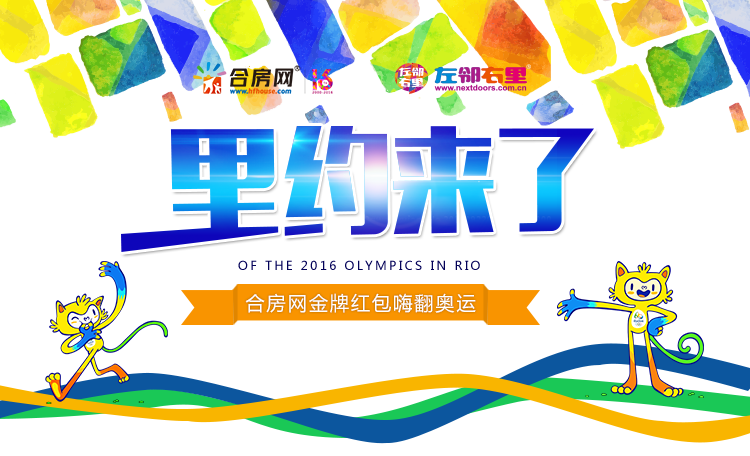 合房网®
www.hfhouse.com
16
2000-2016
左邻右里
左邻右里®
www.nextdoors.com.cn
里约来了
OF THE 2016 OLYMPICS IN RIO
合房网金牌红包嗨翻奥运